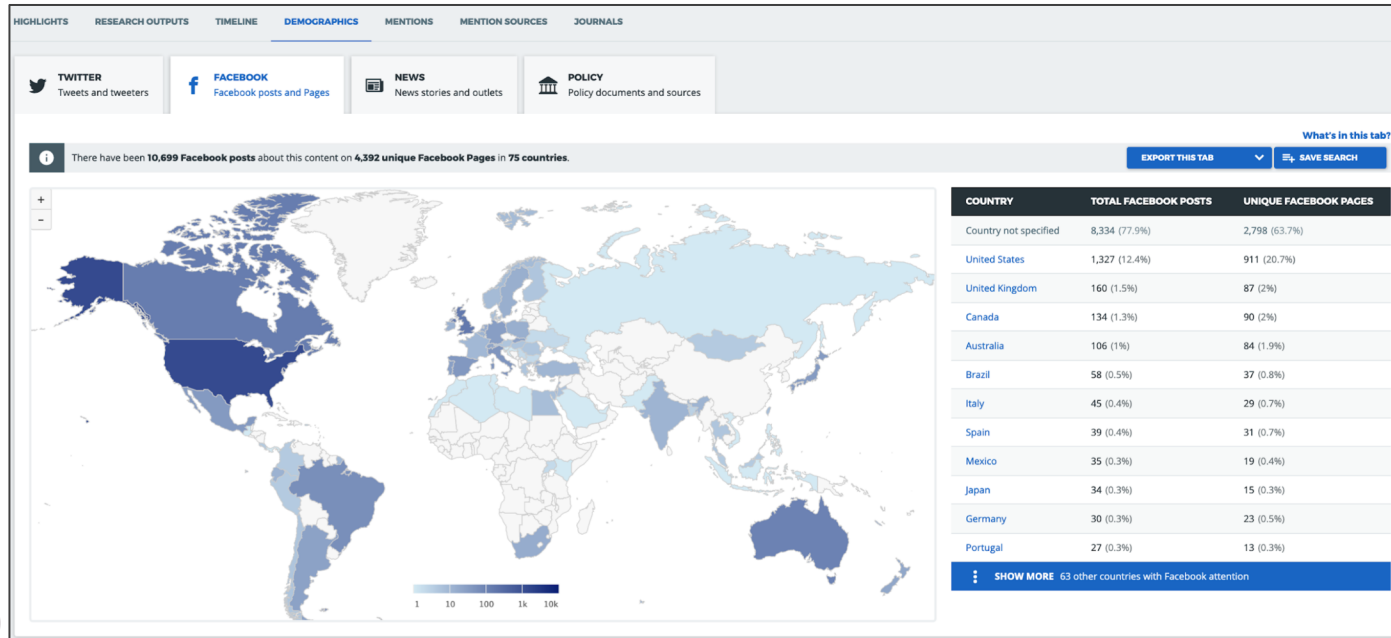 HIGHLIGHTS RESEARCH OUTPUTS TIMELINE DEMOGRAPHICS MENTIONS MENTION SOURCES JOURNALS
TWITTER
Tweets and tweeters
FACEBOOK
Facebook posts and Pages
NEWS
News stories and outlets
POLICY
Policy documents and sources
What's in this tab?
There have been 10,699 Facebook posts about this content on 4,392 unique Facebook Pages in 75 countries.
EXPORT THIS TAB
SAVE SEARCH
+
-
1 10 100 1k 10k
COUNTRY TOTAL FACEBOOK POSTS UNIQUE FACEBOOK PAGES
Country not specified 8,334 (77.9%) 2,798 (63.7%)
United States 1,327 (12.4%) 911 (20.7%)
United Kingdom 160 (1.5%) 87 (2%)
Canada 134 (1.3%) 90 (2%)
Australia 106 (1%) 84 (1.9%)
Brazil 58 (0.5%) 37 (0.8%)
Italy 45 (0.4%) 29 (0.7%)
Spain 39 (0.4%) 31 (0.7%)
Mexico 35 (0.3%) 19 (0.4%)
Japan 34 (0.3%) 15 (0.3%)
Germany 30 (0.3%) 23 (0.5%)
Portugal 27 (0.3%) 13 (0.3%)
SHOW MORE 63 other countries with Facebook attention